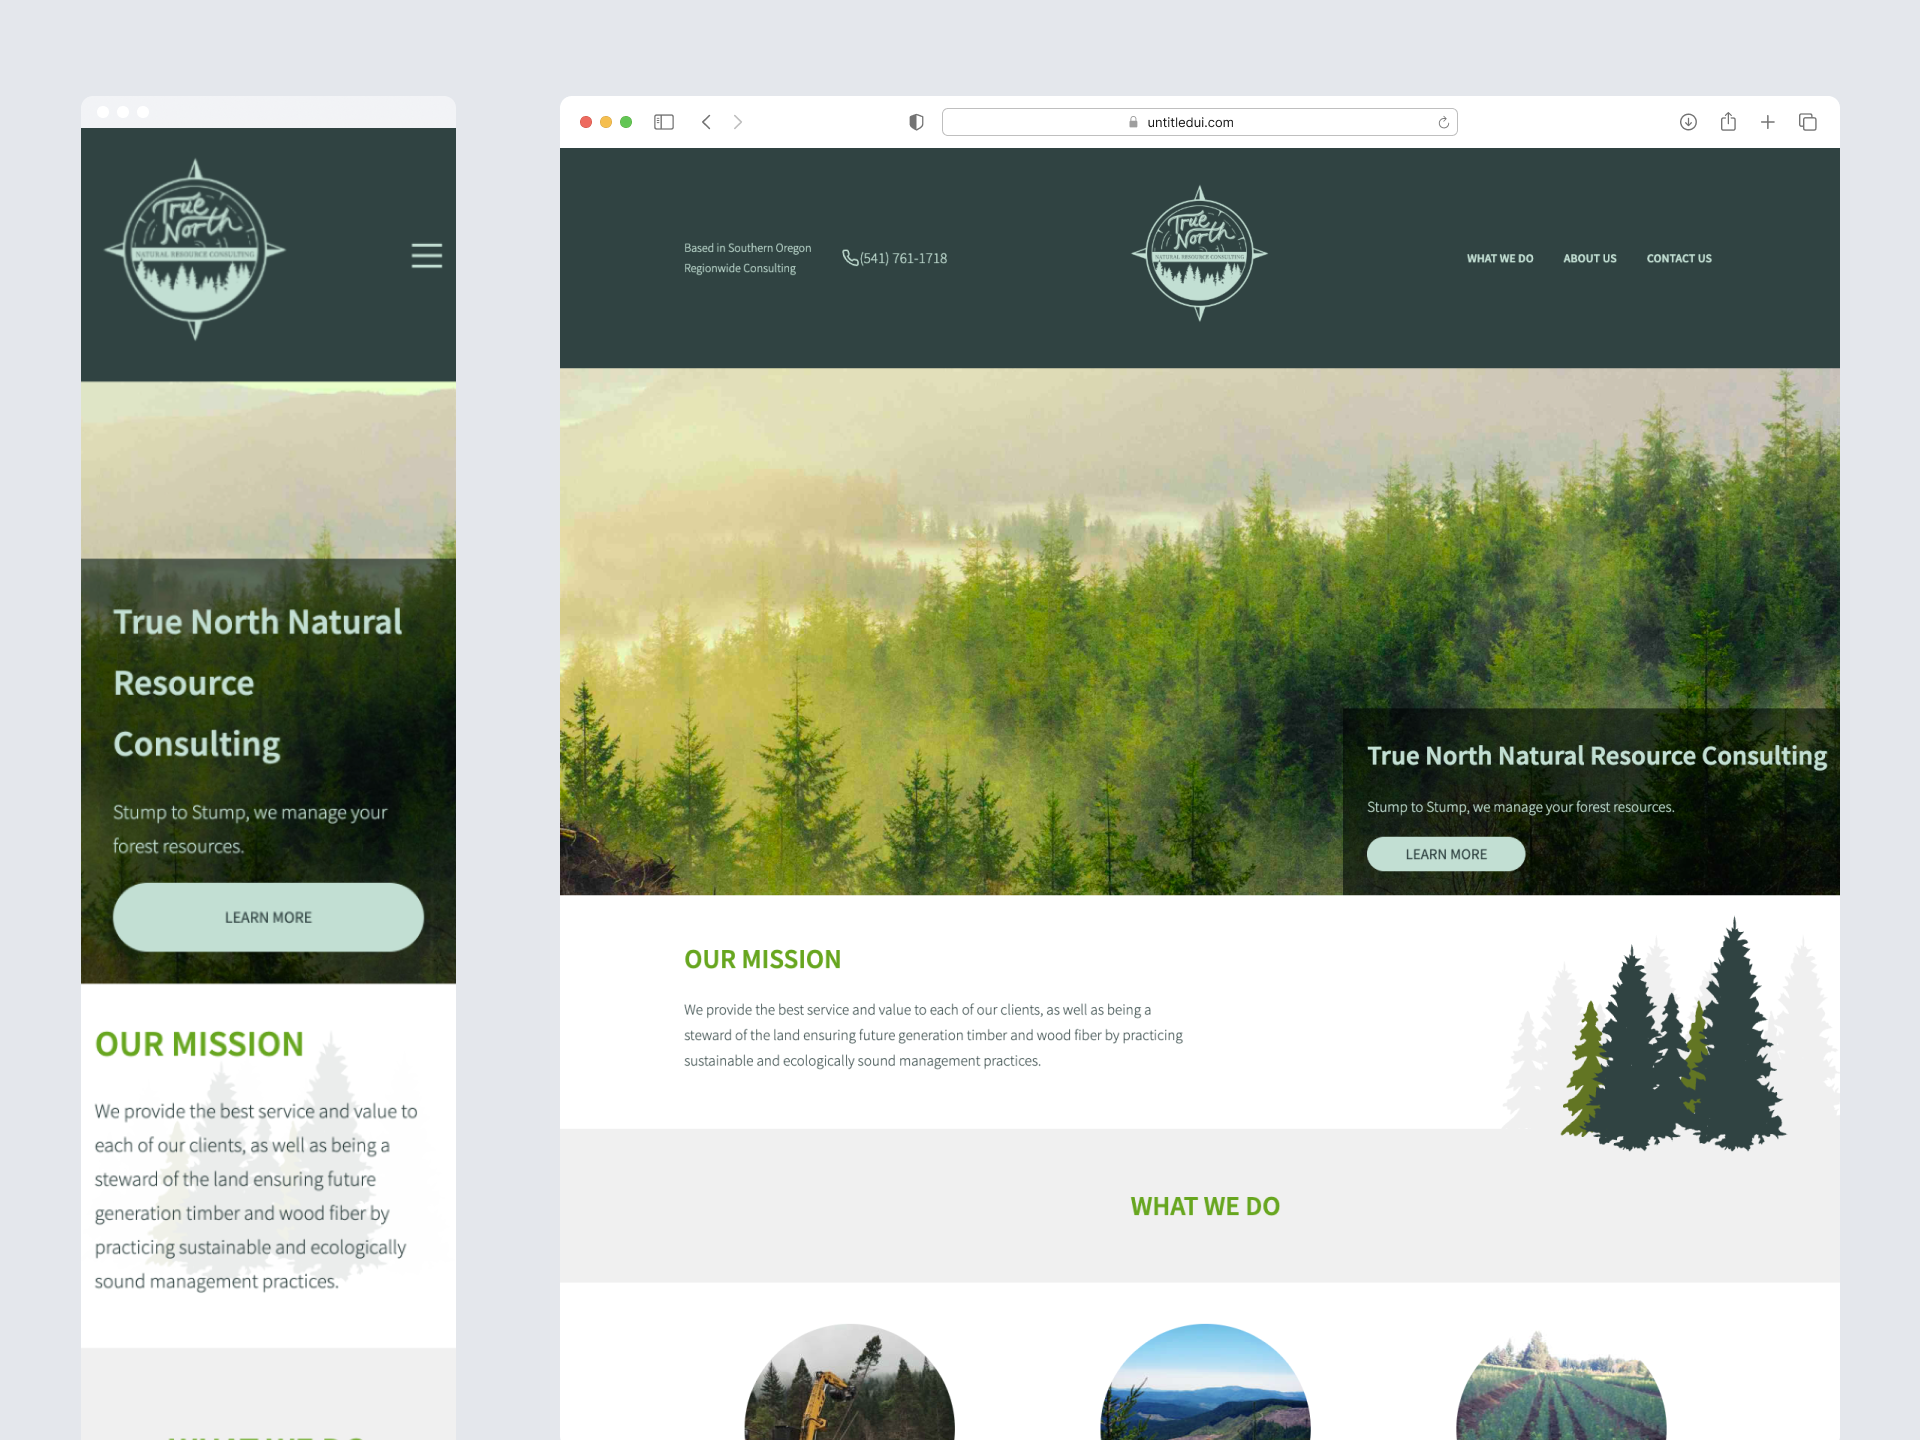 True
North
NATURAL RESOURCE CONSULTING
True North Natural
Resource
Consulting
Stump to Stump, we manage your
forest resources.
LEARN MORE
OUR MISSION
We provide the best service and value to
each of our clients, as well as being a
steward of the land ensuring future
generation timber and wood fiber by
practicing sustainable and ecologically
sound management practices.
WHAT WE DO
untitledui.com
Based in Southern Oregon
Regionwide Consulting
(541) 761-1718
True
North
NATURAL RESOURCE CONSULTING
WHAT WE DO
ABOUT US
CONTACT US
True North Natural Resource Consulting
Stump to Stump, we manage your forest resources.
LEARN MORE
OUR MISSION
We provide the best service and value to each of our clients, as well as being a
steward of the land ensuring future generation timber and wood fiber by practicing
sustainable and ecologically sound management practices.
WHAT WE DO